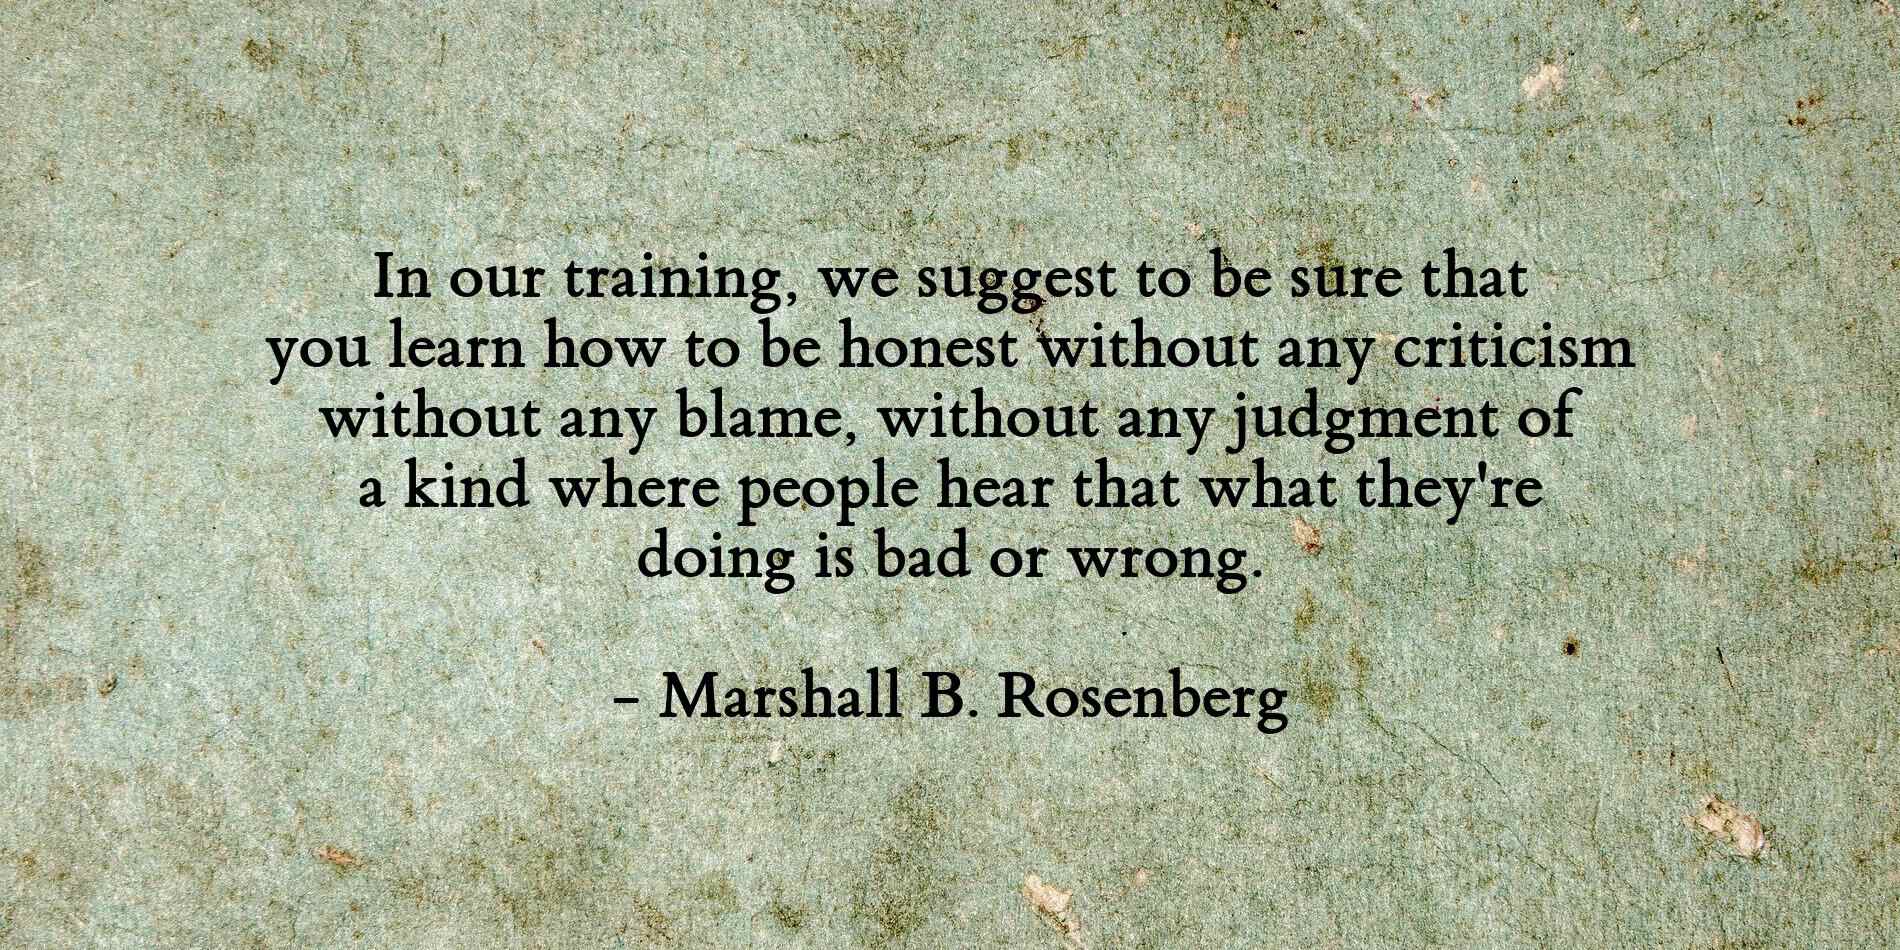 In our training, we suggest to be sure that
you learn how to be honest without any criticism
without any blame, without any judgment of
a kind where people hear that what they're
doing is bad or wrong.
- Marshall B. Rosenberg